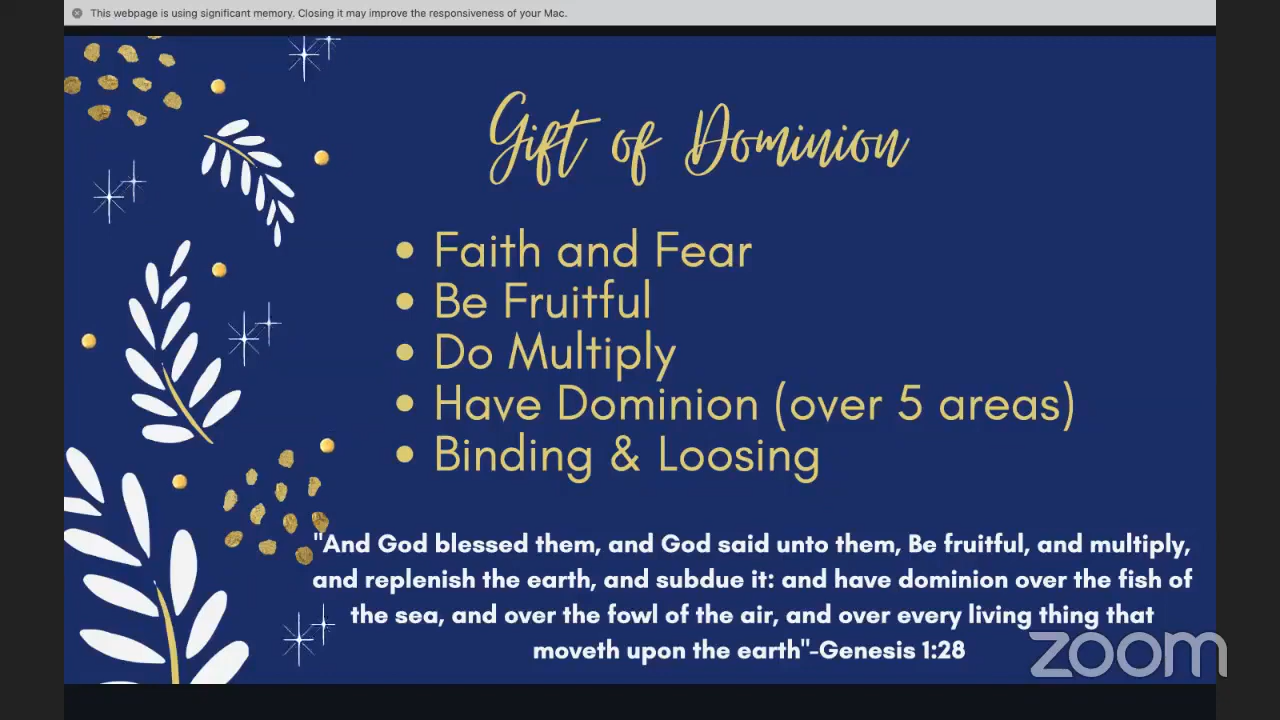 This webpage is using significant memory. Closing it may improve the responsiveness of your Mac.
Gift of Dominion
• Faith and Fear
• Be Fruitful
• Do Multiply
• Have Dominion (over 5 areas)
• Binding & Loosing
"And God blessed them, and God said unto them, Be fruitful, and multiply,
and replenish the earth, and subdue it: and have dominion over the fish of
the sea, and over the fowl of the air, and over every living thing that
moveth upon the earth"-Genesis 1:28
zoom